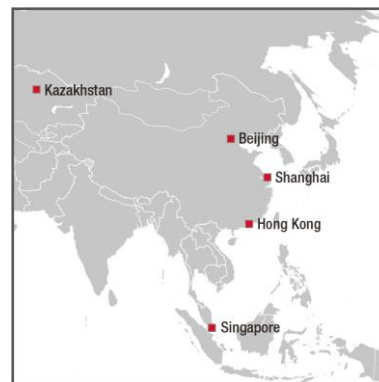 Kazakhstan
Beijing
Shanghai
Hong Kong
Singapore